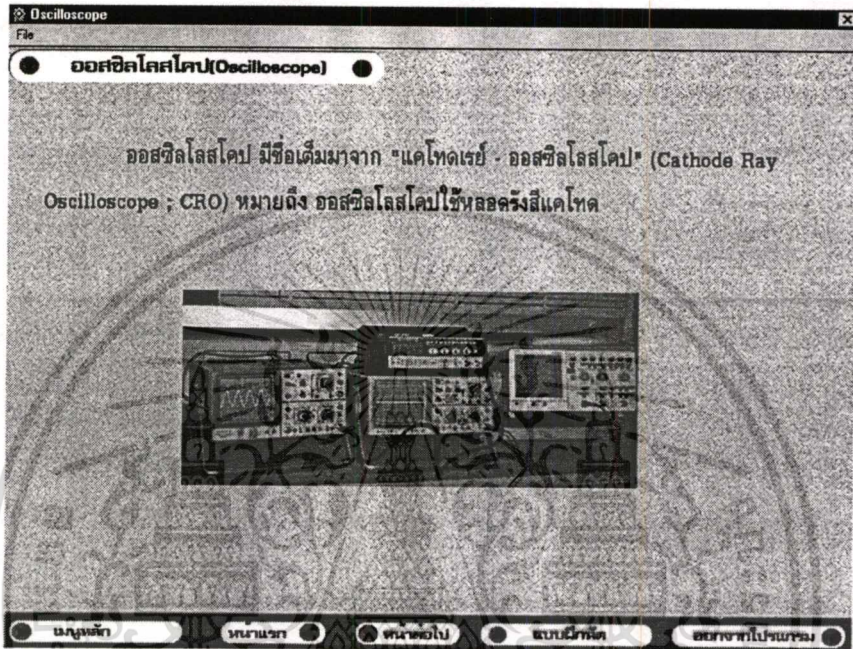 Oscilloscope
File
ออสซิลโลสโคป(Oscilloscope)
ออสซิลโลสโคป มีชื่อเต็มมาจาก "แคโทดเรย์ - ออสซิลโลสโคป" (Cathode Ray
Oscilloscope ; CRO) หมายถึง ออสซิลโลสโคปใช้หลอดรังสีแคโทด
เมนูหลัก หน้าแรก หน้าต่อไป แบบฝึกหัด ออกจากโปรแกรม